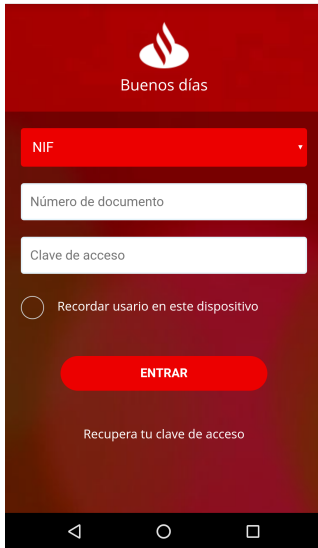 Buenos días
NIF
Número de documento
Clave de acceso
Recordar usario en este dispositivo
ENTRAR
Recupera tu clave de acceso